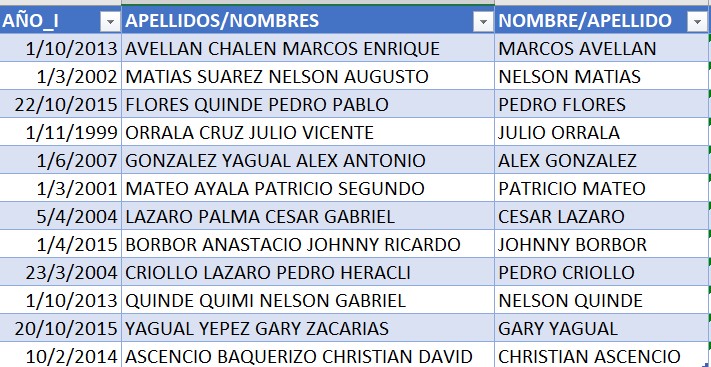 AÑO_I APELLIDOS/NOMBRES NOMBRE/APELLIDO
1/10/2013 AVELLAN CHALEN MARCOS ENRIQUE MARCOS AVELLAN
1/3/2002 MATIAS SUAREZ NELSON AUGUSTO NELSON MATIAS
22/10/2015 FLORES QUINDE PEDRO PABLO PEDRO FLORES
1/11/1999 ORRALA CRUZ JULIO VICENTE JULIO ORRALA
1/6/2007 GONZALEZ YAGUAL ALEX ANTONIO ALEX GONZALEZ
1/3/2001 MATEO AYALA PATRICIO SEGUNDO PATRICIO MATEO
5/4/2004 LAZARO PALMA CESAR GABRIEL CESAR LAZARO
1/4/2015 BORBOR ANASTACIO JOHNNY RICARDO JOHNNY BORBOR
23/3/2004 CRIOLLO LAZARO PEDRO HERACLI PEDRO CRIOLLO
1/10/2013 QUINDE QUIMI NELSON GABRIEL NELSON QUINDE
20/10/2015 YAGUAL YEPEZ GARY ZACARIAS GARY YAGUAL
10/2/2014 ASCENCIO BAQUERIZO CHRISTIAN DAVID CHRISTIAN ASCENCIO